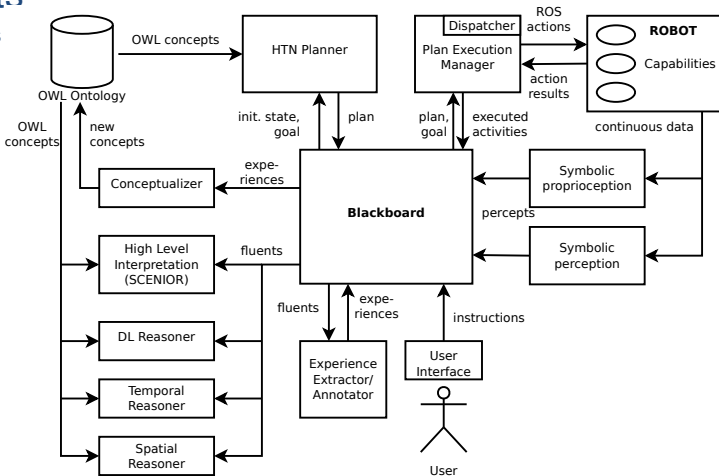 OWL concepts
HTN Planner
Dispatcher
Plan Execution
Manager
ROS
actions
action
results
ROBOT
Capabilities
OWL Ontology
OWL
concepts
new
concepts
init. state,
goal
plan
plan,
goal
executed
activities
continuous data
Conceptualizer
expe-
riences
Blackboard
Symbolic
proprioception
percepts
High Level
Interpretation
(SCENIOR)
fluents
Symbolic
perception
DL Reasoner
fluents
expe-
riences
instructions
Temporal
Reasoner
Experience
Extractor/
Annotator
User
Interface
Spatial
Reasoner
User